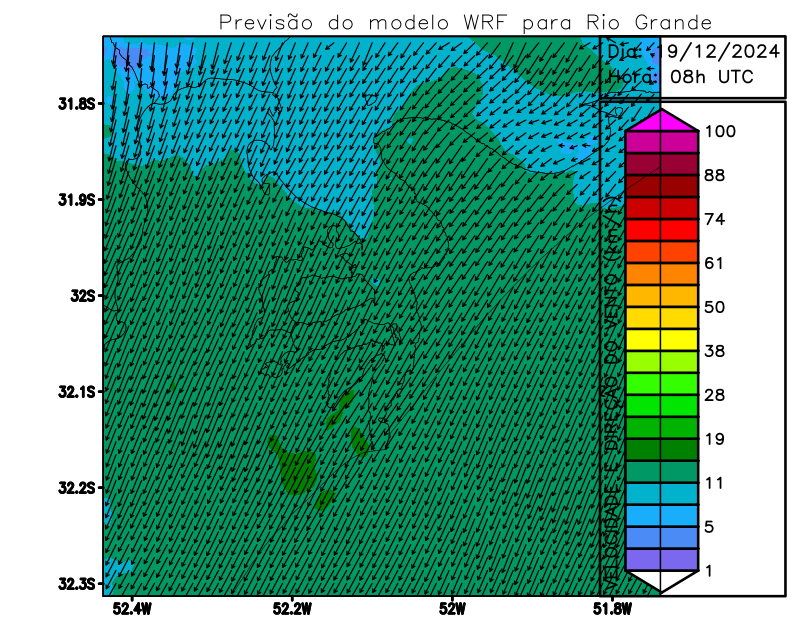 Previsão do modelo WRF para Rio Grande
Dia: 19/12/2024
Hora: 08h UTC
31.8S
31.9S
32S
32.1S
32.2S
32.3S
52.4W
52.2W
52W
51.8W
VELOCIDADE E DIREÇÃO DO VENTO (km/h)
100
88
74
61
50
38
28
19
11
5
1